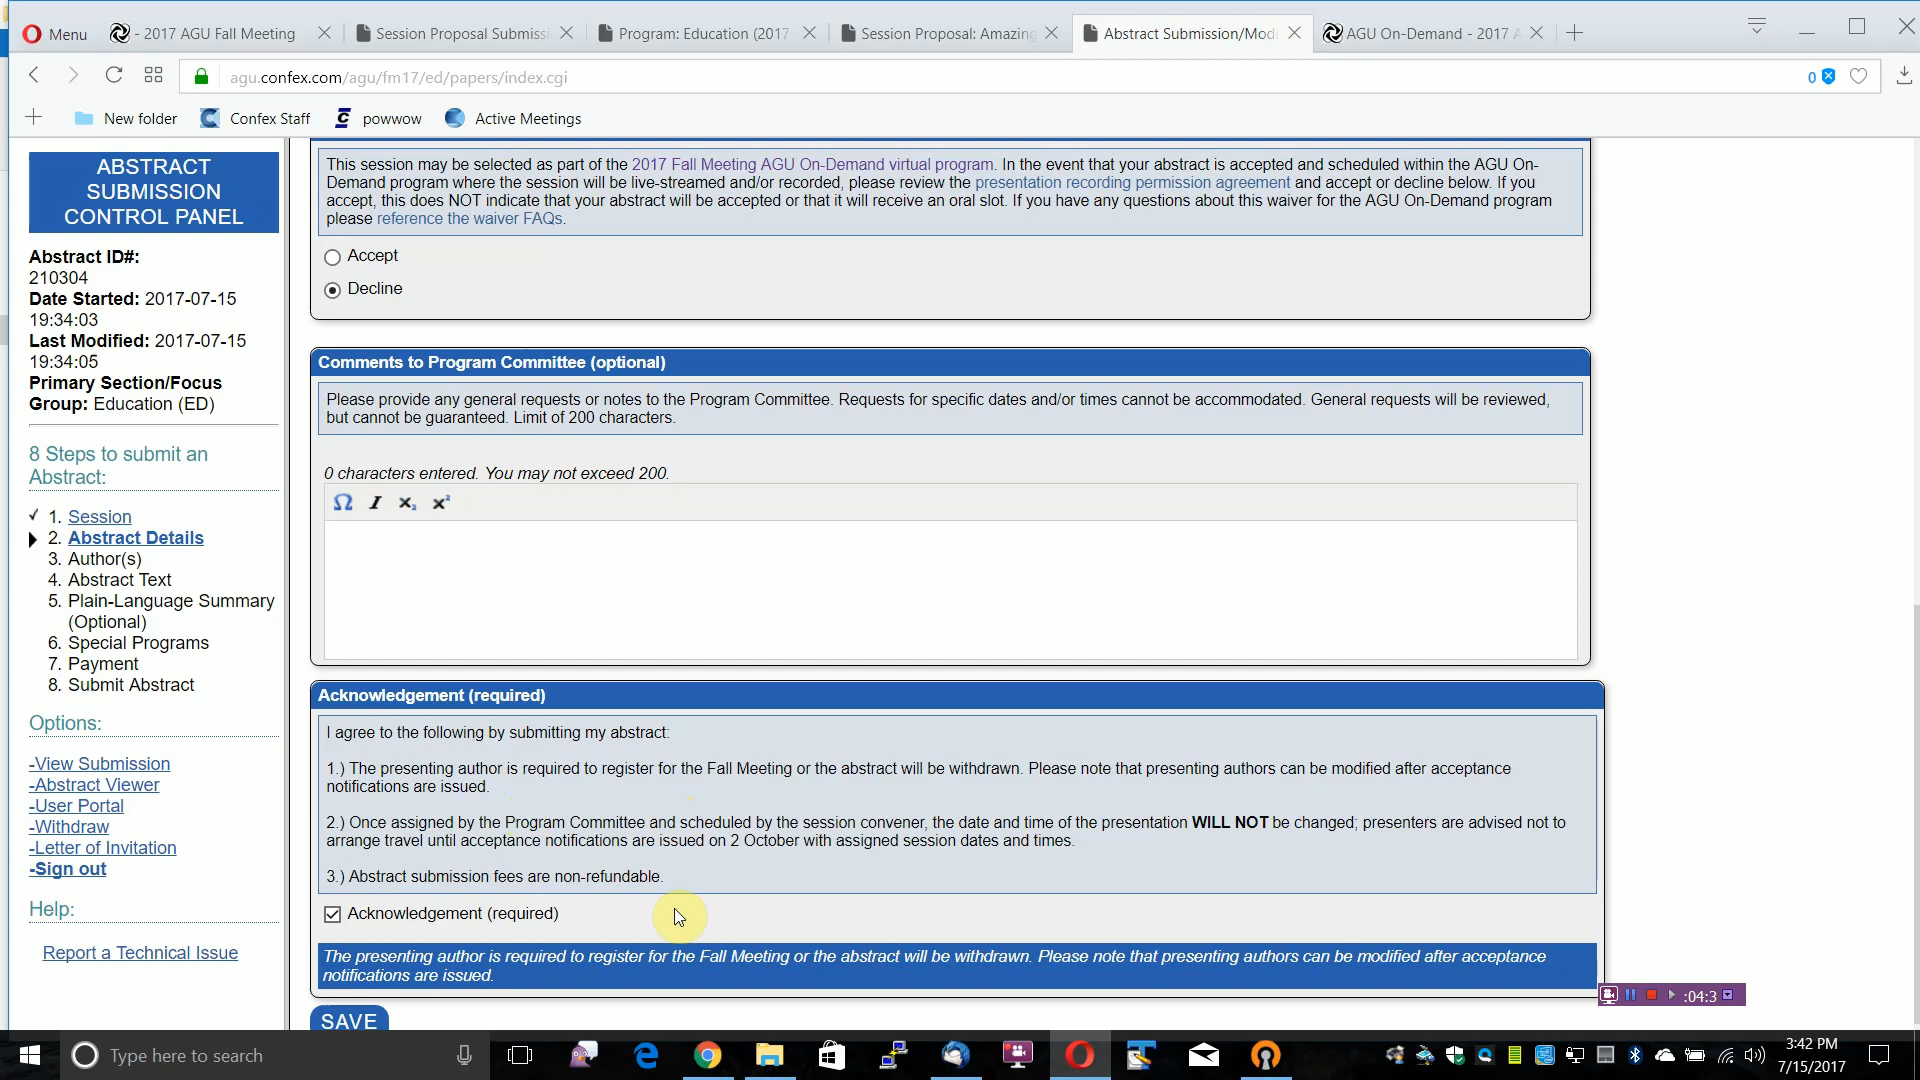 Menu
- 2017 AGU Fall Meeting
Session Proposal Submiss
Program: Education (2017
Session Proposal: Amazing
Abstract Submission/Modi
AGU On-Demand - 2017 A
agu.confex.com/agu/fm17/ed/papers/index.cgi
0
New folder
Confex Staff
powwow
Active Meetings
ABSTRACT
SUBMISSION
CONTROL PANEL
Abstract ID#:
210304
Date Started: 2017-07-15
19:34:03
Last Modified: 2017-07-15
19:34:05
Primary Section/Focus
Group: Education (ED)
8 Steps to submit an
Abstract:
1. Session
2. Abstract Details
3. Author(s)
4. Abstract Text
5. Plain-Language Summary
(Optional)
6. Special Programs
7. Payment
8. Submit Abstract
Options:
-View Submission
-Abstract Viewer
-User Portal
-Withdraw
-Letter of Invitation
-Sign out
Help:
Report a Technical Issue
This session may be selected as part of the 2017 Fall Meeting AGU On-Demand virtual program. In the event that your abstract is accepted and scheduled within the AGU On-
Demand program where the session will be live-streamed and/or recorded, please review the presentation recording permission agreement and accept or decline below. If you
accept, this does NOT indicate that your abstract will be accepted or that it will receive an oral slot. If you have any questions about this waiver for the AGU On-Demand program
please reference the waiver FAQs.
Accept
Decline
Comments to Program Committee (optional)
Please provide any general requests or notes to the Program Committee. Requests for specific dates and/or times cannot be accommodated. General requests will be reviewed,
but cannot be guaranteed. Limit of 200 characters.
0 characters entered. You may not exceed 200.
Ω I x₂ x²
Acknowledgement (required)
I agree to the following by submitting my abstract:
1.) The presenting author is required to register for the Fall Meeting or the abstract will be withdrawn. Please note that presenting authors can be modified after acceptance
notifications are issued.
2.) Once assigned by the Program Committee and scheduled by the session convener, the date and time of the presentation WILL NOT be changed; presenters are advised not to
arrange travel until acceptance notifications are issued on 2 October with assigned session dates and times.
3.) Abstract submission fees are non-refundable.
Acknowledgement (required)
The presenting author is required to register for the Fall Meeting or the abstract will be withdrawn. Please note that presenting authors can be modified after acceptance
notifications are issued.
:04:3
SAVE
Type here to search
3:42 PM
7/15/2017